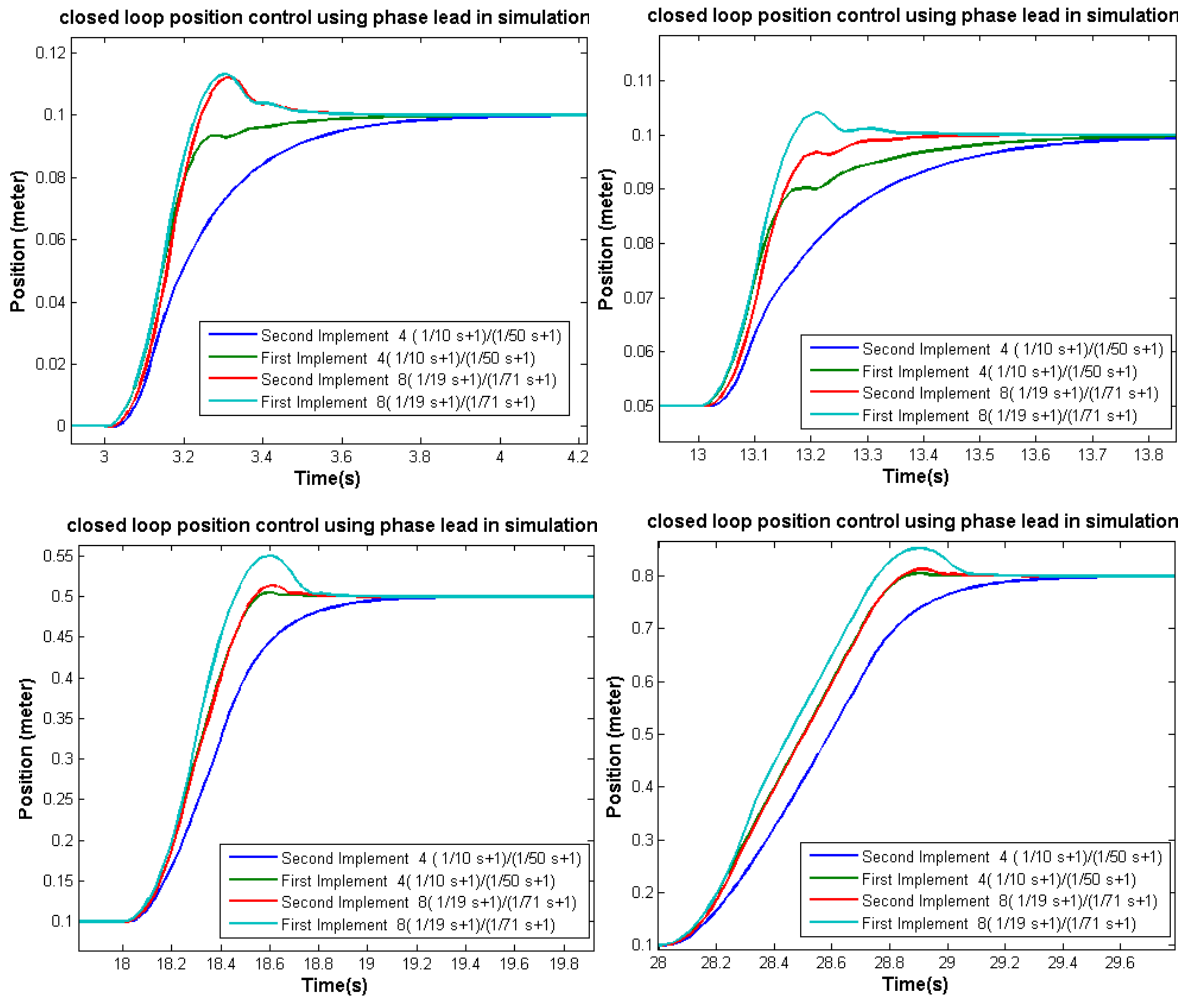 closed loop position control using phase lead in simulation
0.12
0.1
0.08
0.06
0.04
0.02
0
Position (meter)
Second Implement 4 ( 1/10 s+1)/(1/50 s+1)
First Implement 4( 1/10 s+1)/(1/50 s+1)
Second Implement 8( 1/19 s+1)/(1/71 s+1)
First Implement 8( 1/19 s+1)/(1/71 s+1)
3 3.2 3.4 3.6 3.8 4 4.2
Time(s)
closed loop position control using phase lead in simulation
0.11
0.1
0.09
0.08
0.07
0.06
0.05
Position (meter)
Second Implement 4 ( 1/10 s+1)/(1/50 s+1)
First Implement 4( 1/10 s+1)/(1/50 s+1)
Second Implement 8( 1/19 s+1)/(1/71 s+1)
First Implement 8( 1/19 s+1)/(1/71 s+1)
13 13.1 13.2 13.3 13.4 13.5 13.6 13.7 13.8
Time(s)
closed loop position control using phase lead in simulation
0.55
0.5
0.45
0.4
0.35
0.3
0.25
0.2
0.15
0.1
Position (meter)
Second Implement 4 ( 1/10 s+1)/(1/50 s+1)
First Implement 4( 1/10 s+1)/(1/50 s+1)
Second Implement 8( 1/19 s+1)/(1/71 s+1)
First Implement 8( 1/19 s+1)/(1/71 s+1)
18 18.2 18.4 18.6 18.8 19 19.2 19.4 19.6 19.8
Time(s)
closed loop position control using phase lead in simulation
0.8
0.7
0.6
0.5
0.4
0.3
0.2
0.1
Position (meter)
Second Implement 4 ( 1/10 s+1)/(1/50 s+1)
First Implement 4( 1/10 s+1)/(1/50 s+1)
Second Implement 8( 1/19 s+1)/(1/71 s+1)
First Implement 8( 1/19 s+1)/(1/71 s+1)
28 28.2 28.4 28.6 28.8 29 29.2 29.4 29.6
Time(s)